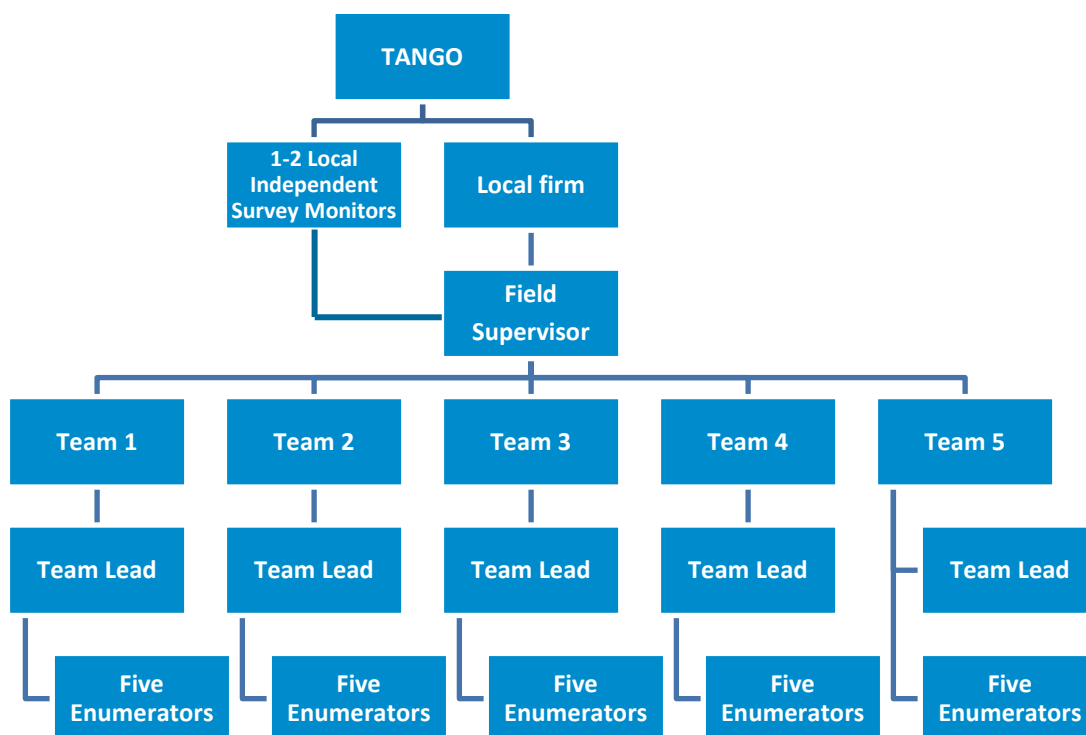 TANGO
1-2 Local
Independent
Survey Monitors
Local firm
Field
Supervisor
Team 1
Team 2
Team 3
Team 4
Team 5
Team Lead
Team Lead
Team Lead
Team Lead
Team Lead
Five
Enumerators
Five
Enumerators
Five
Enumerators
Five
Enumerators
Five
Enumerators